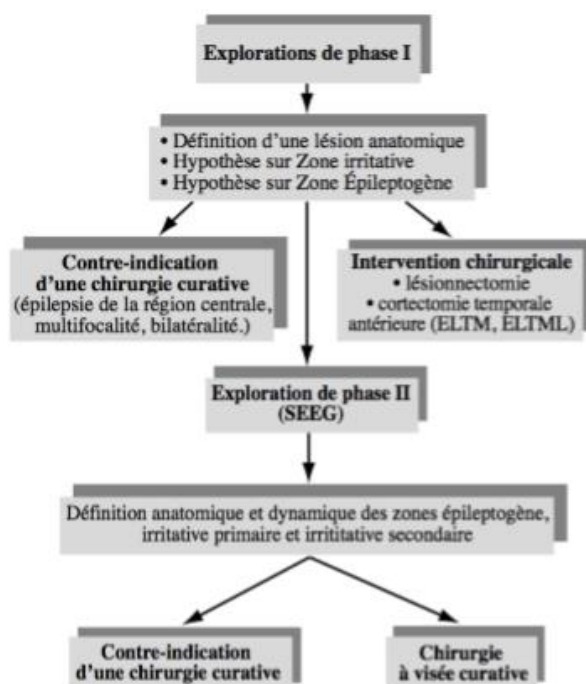 Explorations de phase I
• Définition d'une lésion anatomique
• Hypothèse sur Zone irritative
• Hypothèse sur Zone Épileptogène
Contre-indication
d'une chirurgie curative
(épilepsie de la région centrale,
multifocalité, bilatéralité.)
Intervention chirurgicale
• lésionnectomie
• cortectomie temporale
antérieure (ELTM, ELTML)
Exploration de phase II
(SEEG)
Définition anatomique et dynamique des zones épileptogène,
irritative primaire et irrititative secondaire
Contre-indication
d'une chirurgie curative
Chirurgie
à visée curative